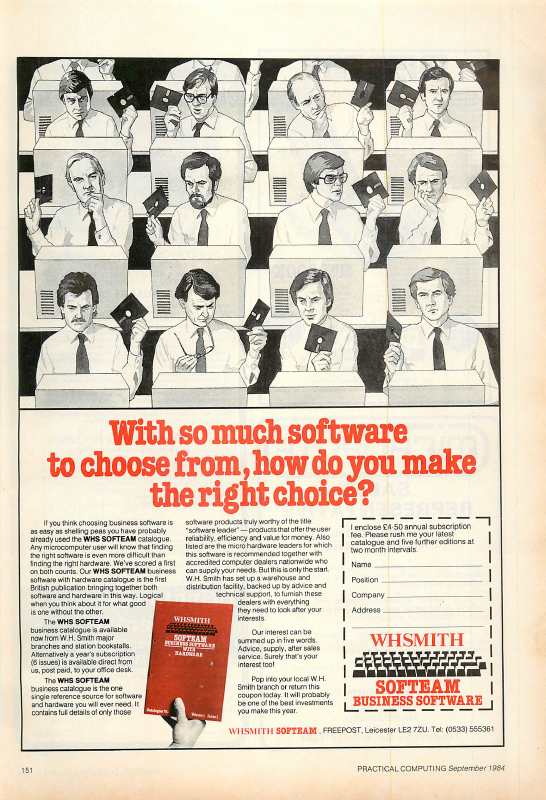 With so much software
to choose from, how do you make
the right choice?
If you think choosing business software is
as easy as shelling peas you have probably
already used the WHS SOFTEAM catalogue.
Any microcomputer user will know that finding
the right software is even more difficult than
finding the right hardware. We've scored a first
on both counts. Our WHS SOFTEAM business
software with hardware catalogue is the first
British publication bringing together both
software and hardware in this way. Logical
when you think about it for what good
is one without the other.
The WHS SOFTEAM
business catalogue is available
now from W.H. Smith major
branches and station bookstalls.
Alternatively a year's subscription
(6 issues) is available direct from
us, post paid, to your office desk.
The WHS SOFTEAM
business catalogue is the one
single reference source for software
and hardware you will ever need. It
contains full details of only those
software products truly worthy of the title
"software leader" — products that offer the user
reliability, efficiency and value for money. Also
listed are the micro hardware leaders for which
this software is recommended together with
accredited computer dealers nationwide who
can supply your needs. But this is only the start.
W.H. Smith has set up a warehouse and
distribution facility, backed up by advice and
technical support, to furnish these
dealers with everything
they need to look after your
interests.
Our interest can be
summed up in five words.
Advice, supply, after sales
service. Surely that's your
interest too!
Pop into your local W.H.
Smith branch or return this
coupon today. It will probably
be one of the best investments
you make this year.
WHSMITH
SOFTEAM
BUSINESS SOFTWARE
WITH
HARDWARE
Volume 1 Issue 1
I enclose £4·50 annual subscription
fee. Please rush me your latest
catalogue and five further editions at
two month intervals.
Name
Position
Company
Address
WHSMITH
SOFTEAM
BUSINESS SOFTWARE
WHSMITH SOFTEAM. FREEPOST, Leicester LE2 7ZU. Tel: (0533) 555361
151
PRACTICAL COMPUTING September 1984